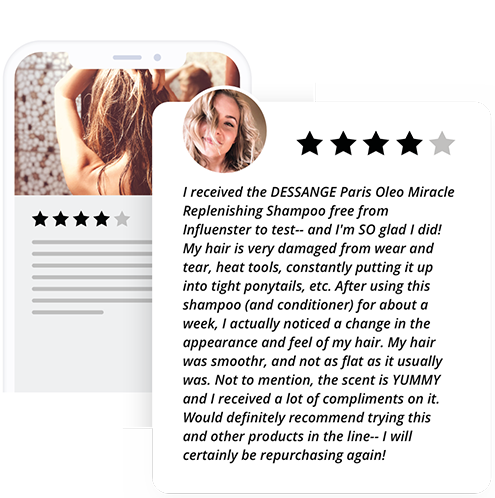 I received the DESSANGE Paris Oleo Miracle
Replenishing Shampoo free from
Influenster to test-- and I'm SO glad I did!
My hair is very damaged from wear and
tear, heat tools, constantly putting it up
into tight ponytails, etc. After using this
shampoo (and conditioner) for about a
week, I actually noticed a change in the
appearance and feel of my hair. My hair
was smoothr, and not as flat as it usually
was. Not to mention, the scent is YUMMY
and I received a lot of compliments on it.
Would definitely recommend trying this
and other products in the line-- I will
certainly be repurchasing again!